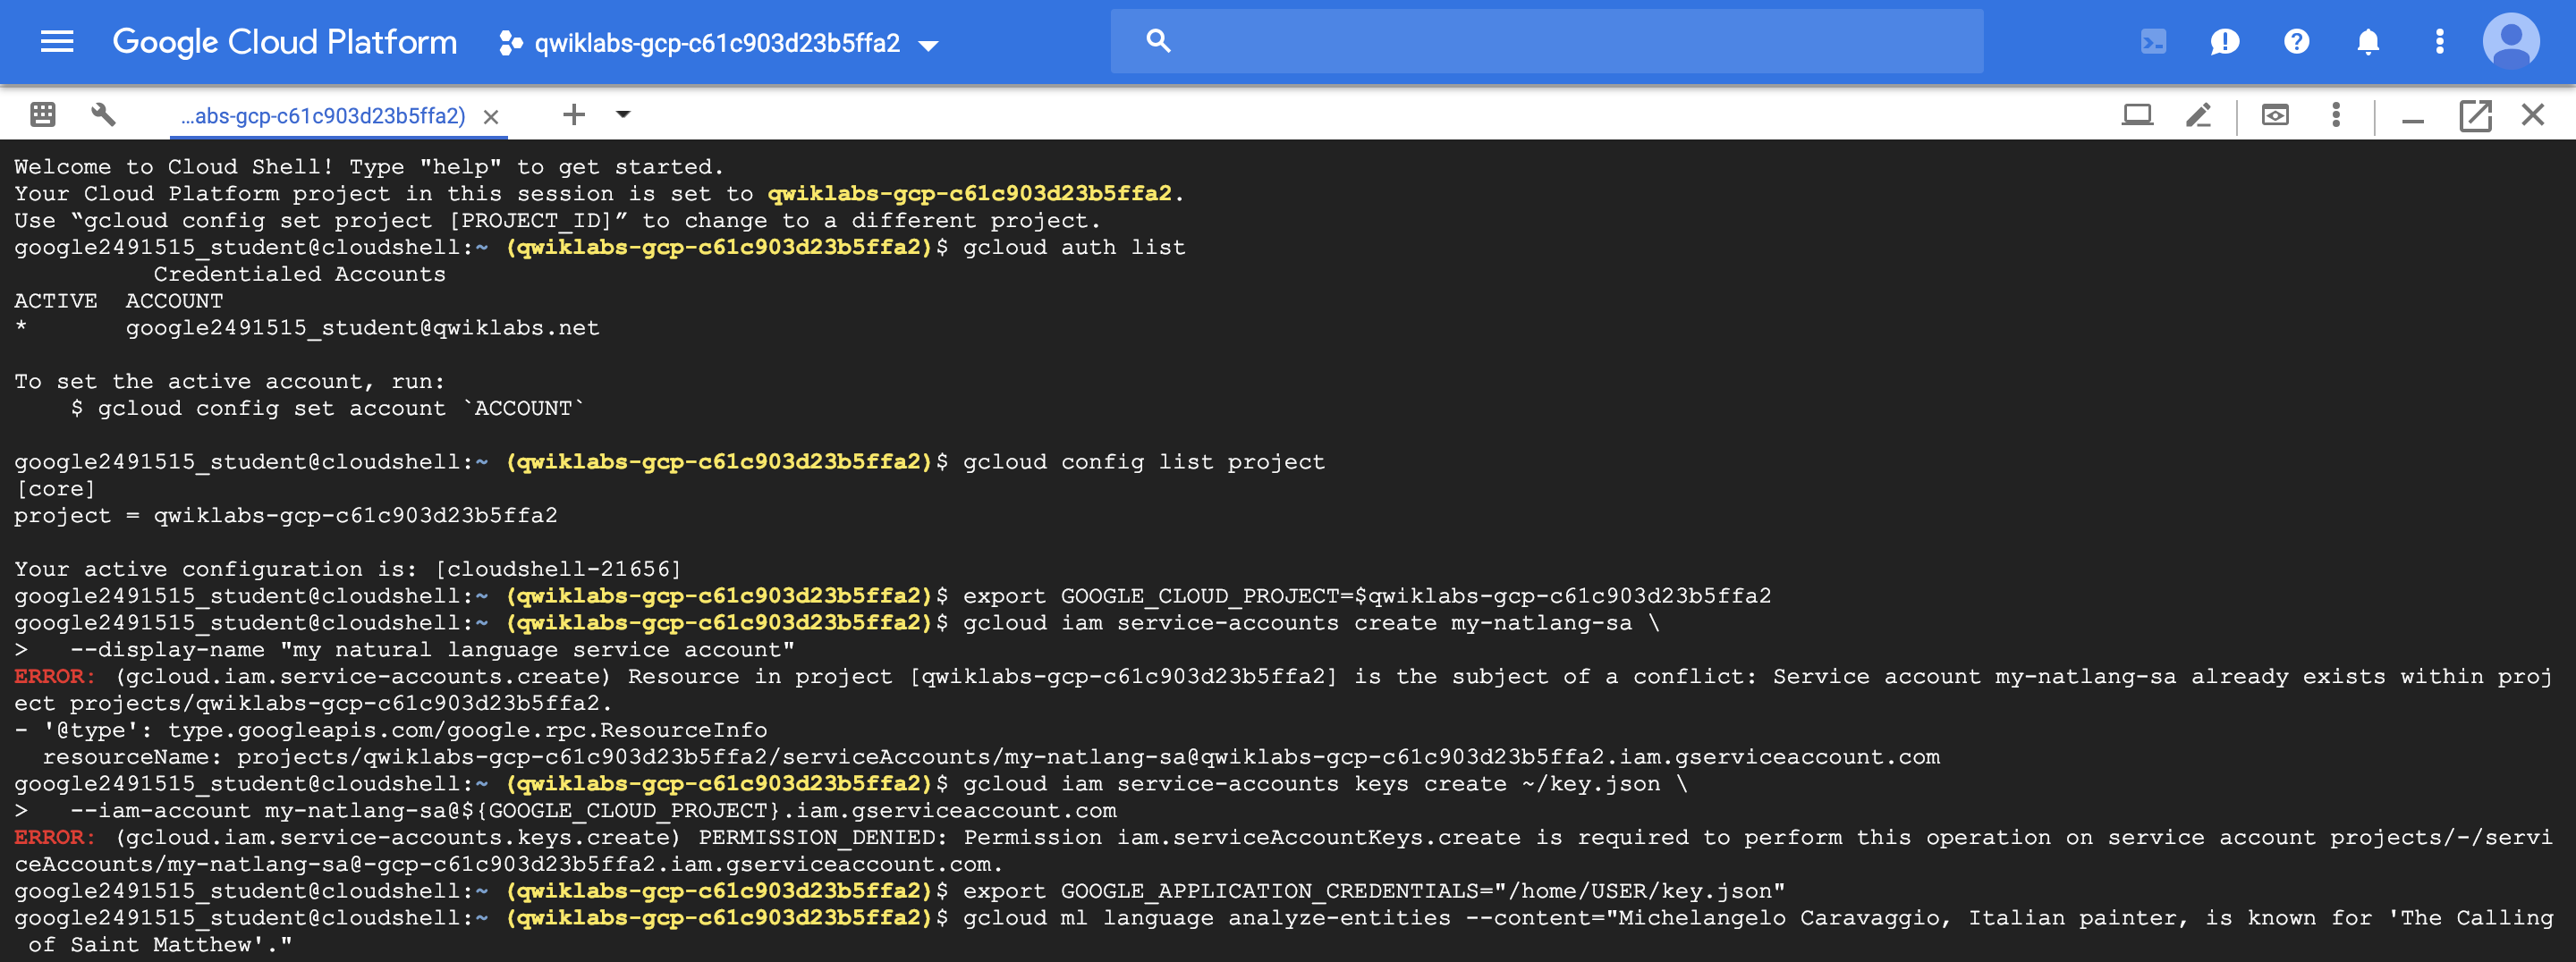 Google Cloud Platform qwiklabs-gcp-c61c903d23b5ffa2
...abs-gcp-c61c903d23b5ffa2)
Welcome to Cloud Shell! Type "help" to get started.
Your Cloud Platform project in this session is set to qwiklabs-gcp-c61c903d23b5ffa2.
Use “gcloud config set project [PROJECT_ID]” to change to a different project.
google2491515_student@cloudshell:~ (qwiklabs-gcp-c61c903d23b5ffa2)$ gcloud auth list
Credentialed Accounts
ACTIVE  ACCOUNT
*       google2491515_student@qwiklabs.net
To set the active account, run:
$ gcloud config set account `ACCOUNT`
google2491515_student@cloudshell:~ (qwiklabs-gcp-c61c903d23b5ffa2)$ gcloud config list project
[core]
project = qwiklabs-gcp-c61c903d23b5ffa2
Your active configuration is: [cloudshell-21656]
google2491515_student@cloudshell:~ (qwiklabs-gcp-c61c903d23b5ffa2)$ export GOOGLE_CLOUD_PROJECT=$qwiklabs-gcp-c61c903d23b5ffa2
google2491515_student@cloudshell:~ (qwiklabs-gcp-c61c903d23b5ffa2)$ gcloud iam service-accounts create my-natlang-sa \
>   --display-name "my natural language service account"
ERROR: (gcloud.iam.service-accounts.create) Resource in project [qwiklabs-gcp-c61c903d23b5ffa2] is the subject of a conflict: Service account my-natlang-sa already exists within proj
ect projects/qwiklabs-gcp-c61c903d23b5ffa2.
- '@type': type.googleapis.com/google.rpc.ResourceInfo
resourceName: projects/qwiklabs-gcp-c61c903d23b5ffa2/serviceAccounts/my-natlang-sa@qwiklabs-gcp-c61c903d23b5ffa2.iam.gserviceaccount.com
google2491515_student@cloudshell:~ (qwiklabs-gcp-c61c903d23b5ffa2)$ gcloud iam service-accounts keys create ~/key.json \
>   --iam-account my-natlang-sa@${GOOGLE_CLOUD_PROJECT}.iam.gserviceaccount.com
ERROR: (gcloud.iam.service-accounts.keys.create) PERMISSION_DENIED: Permission iam.serviceAccountKeys.create is required to perform this operation on service account projects/-/servi
ceAccounts/my-natlang-sa@-gcp-c61c903d23b5ffa2.iam.gserviceaccount.com.
google2491515_student@cloudshell:~ (qwiklabs-gcp-c61c903d23b5ffa2)$ export GOOGLE_APPLICATION_CREDENTIALS="/home/USER/key.json"
google2491515_student@cloudshell:~ (qwiklabs-gcp-c61c903d23b5ffa2)$ gcloud ml language analyze-entities --content="Michelangelo Caravaggio, Italian painter, is known for 'The Calling
of Saint Matthew'."